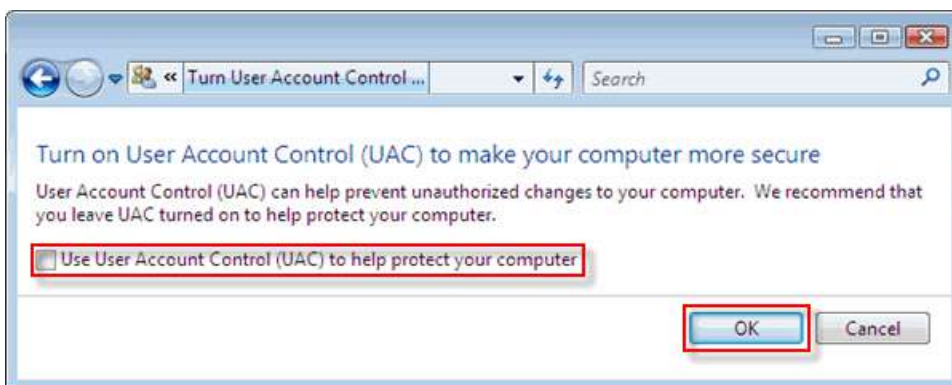 « Turn User Account Control ... Search
Turn on User Account Control (UAC) to make your computer more secure
User Account Control (UAC) can help prevent unauthorized changes to your computer. We recommend that
you leave UAC turned on to help protect your computer.
Use User Account Control (UAC) to help protect your computer
OK Cancel